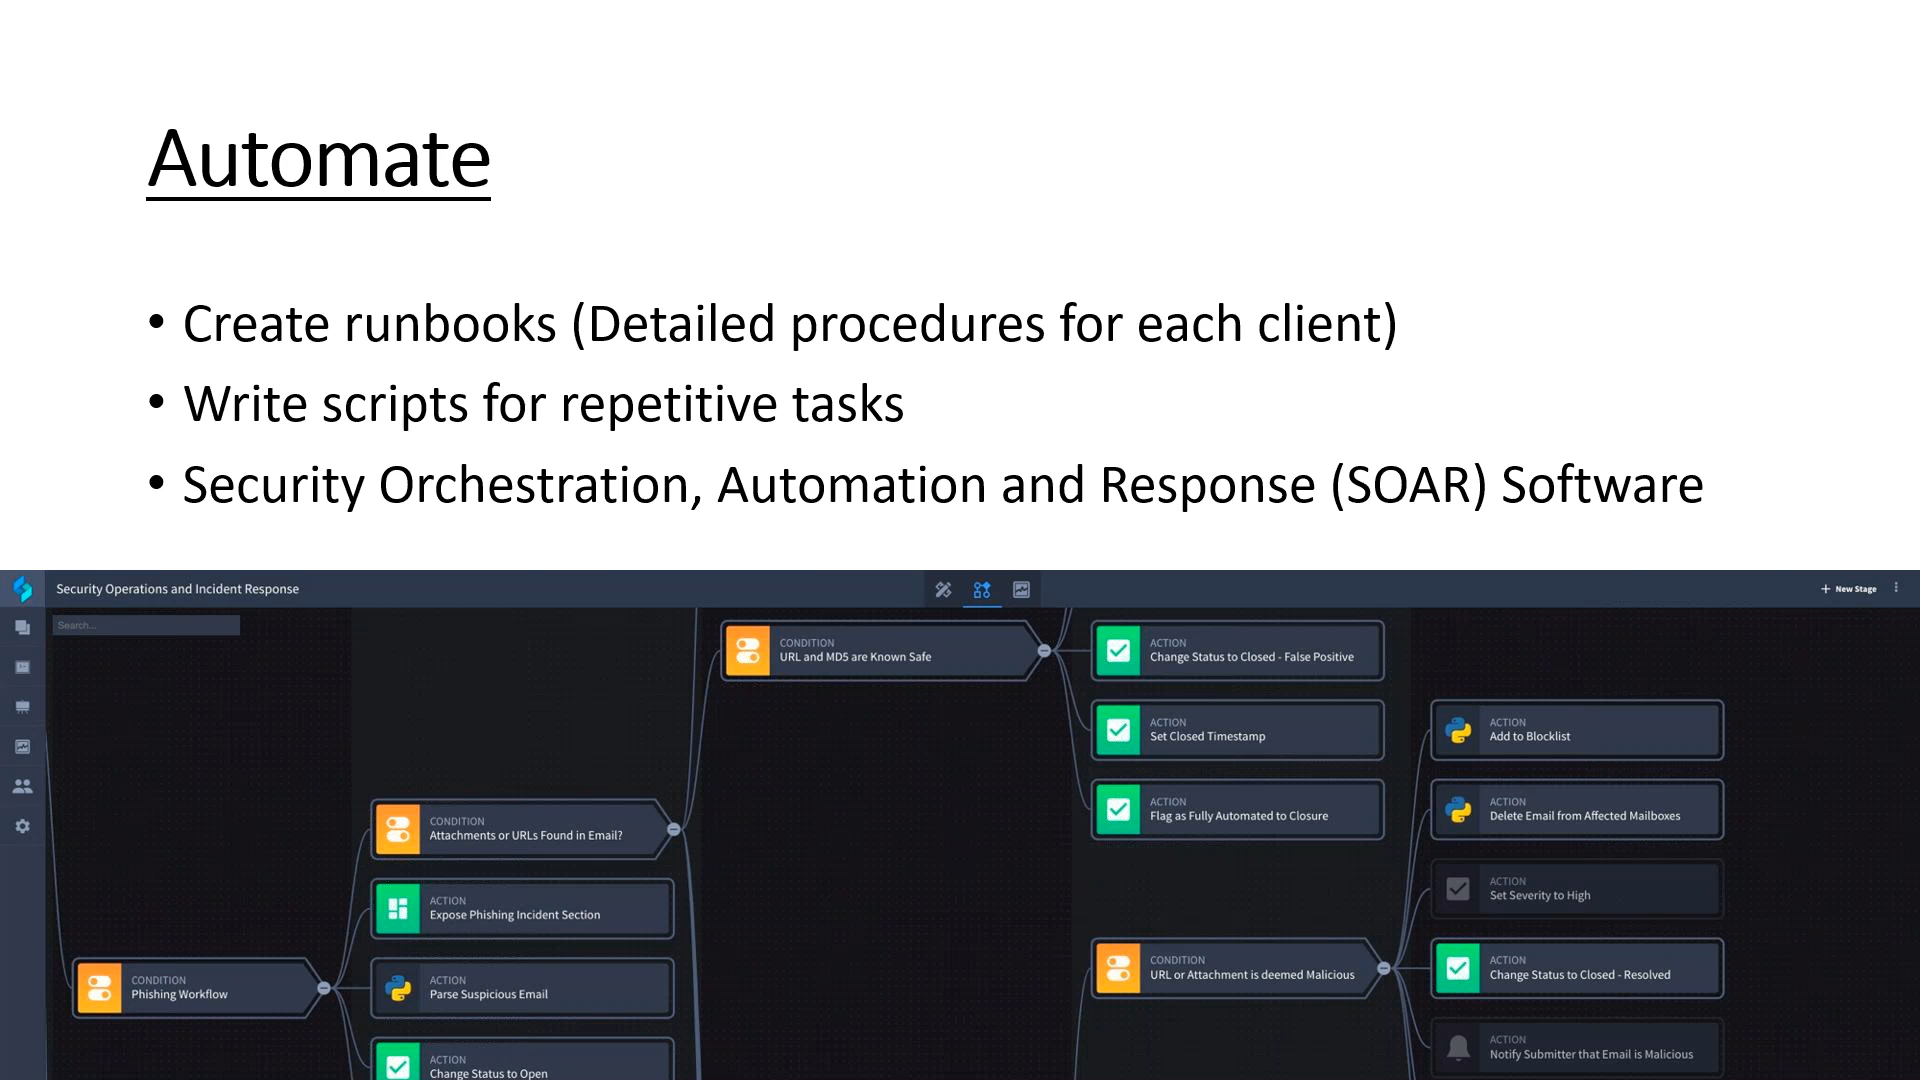 Automate
• Create runbooks (Detailed procedures for each client)
• Write scripts for repetitive tasks
• Security Orchestration, Automation and Response (SOAR) Software
Security Operations and Incident Response
+ New Stage
Search...
CONDITION
URL and MD5 are Known Safe
ACTION
Change Status to Closed - False Positive
ACTION
Set Closed Timestamp
ACTION
Add to Blocklist
ACTION
Flag as Fully Automated to Closure
ACTION
Delete Email from Affected Mailboxes
CONDITION
Attachments or URLs Found in Email?
ACTION
Expose Phishing Incident Section
ACTION
Set Severity to High
CONDITION
Phishing Workflow
ACTION
Parse Suspicious Email
CONDITION
URL or Attachment is deemed Malicious
ACTION
Change Status to Closed - Resolved
ACTION
Change Status to Open
ACTION
Notify Submitter that Email is Malicious